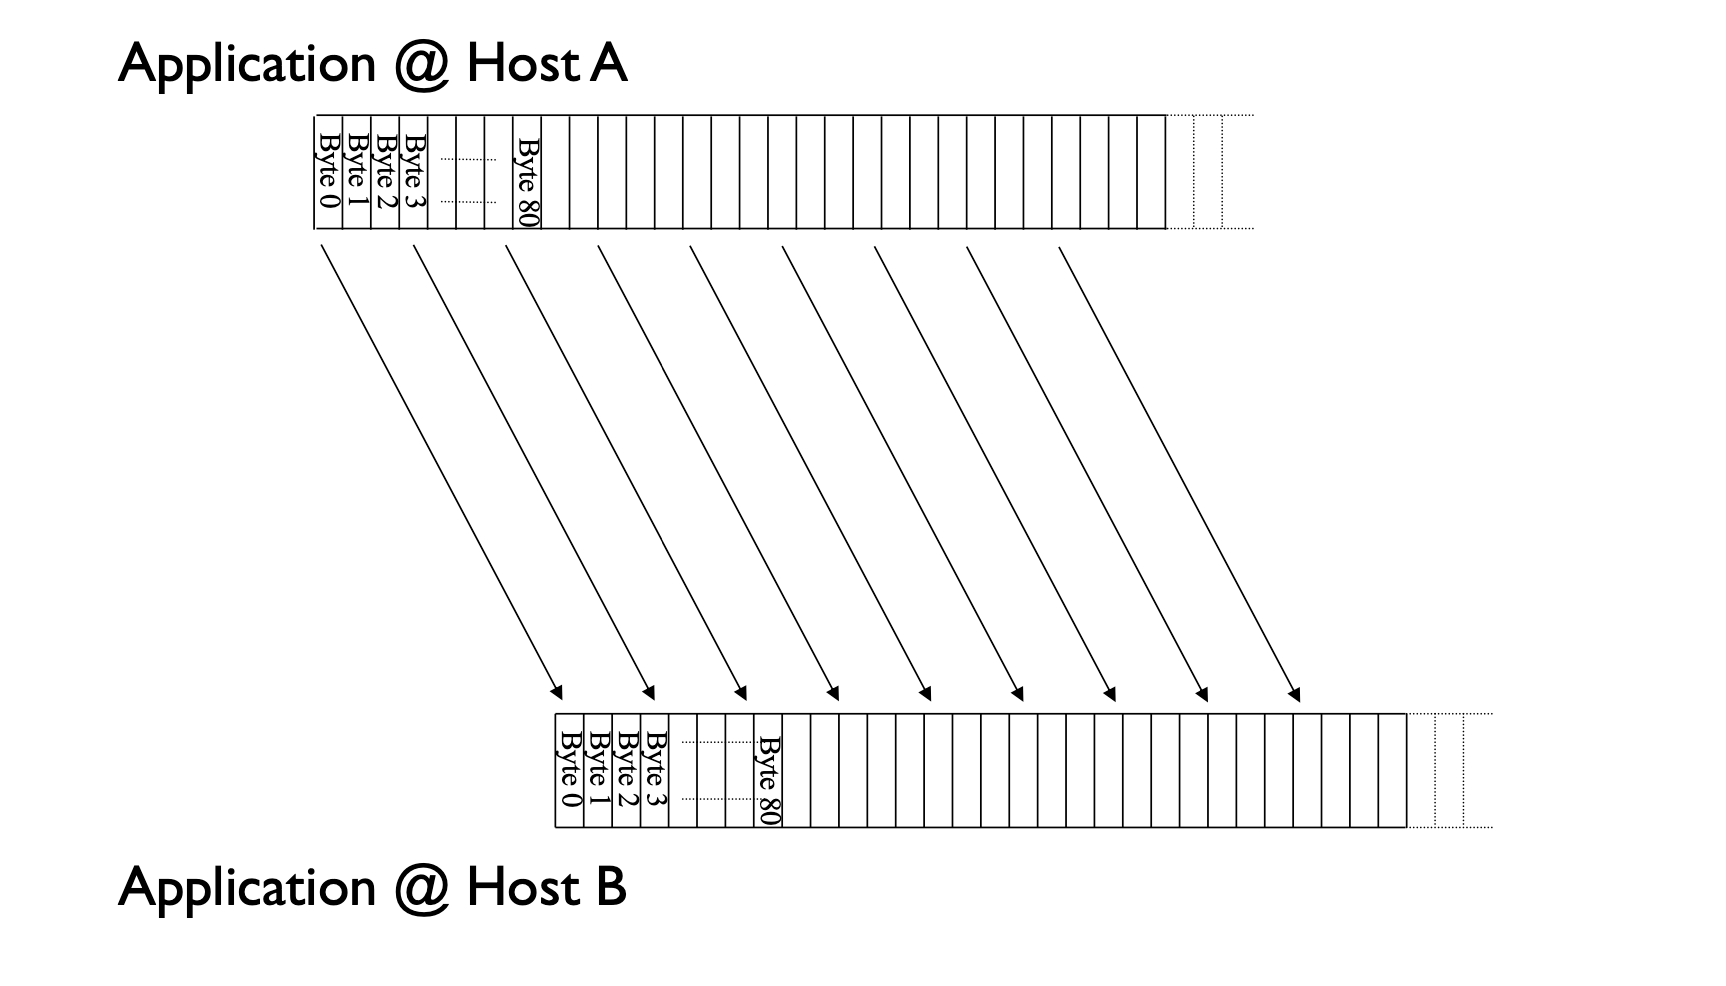 Application @ Host A
Byte 0
Byte 1
Byte 2
Byte 3
Byte 80
Byte 0
Byte 1
Byte 2
Byte 3
Byte 80
Application @ Host B